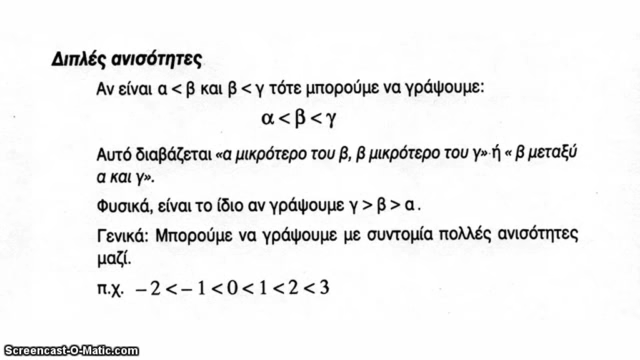 Διπλές ανισότητες
Αν είναι α < β και β < γ τότε μπορούμε να γράψουμε:
α < β < γ
Αυτό διαβάζεται «α μικρότερο του β, β μικρότερο του γ» ή « β μεταξύ
α και γ».
Φυσικά, είναι το ίδιο αν γράψουμε γ > β > α .
Γενικά: Μπορούμε να γράψουμε με συντομία πολλές ανισότητες
μαζί.
π.χ. – 2 < – 1 < 0 < 1 < 2 < 3
Screencast-O-Matic.com